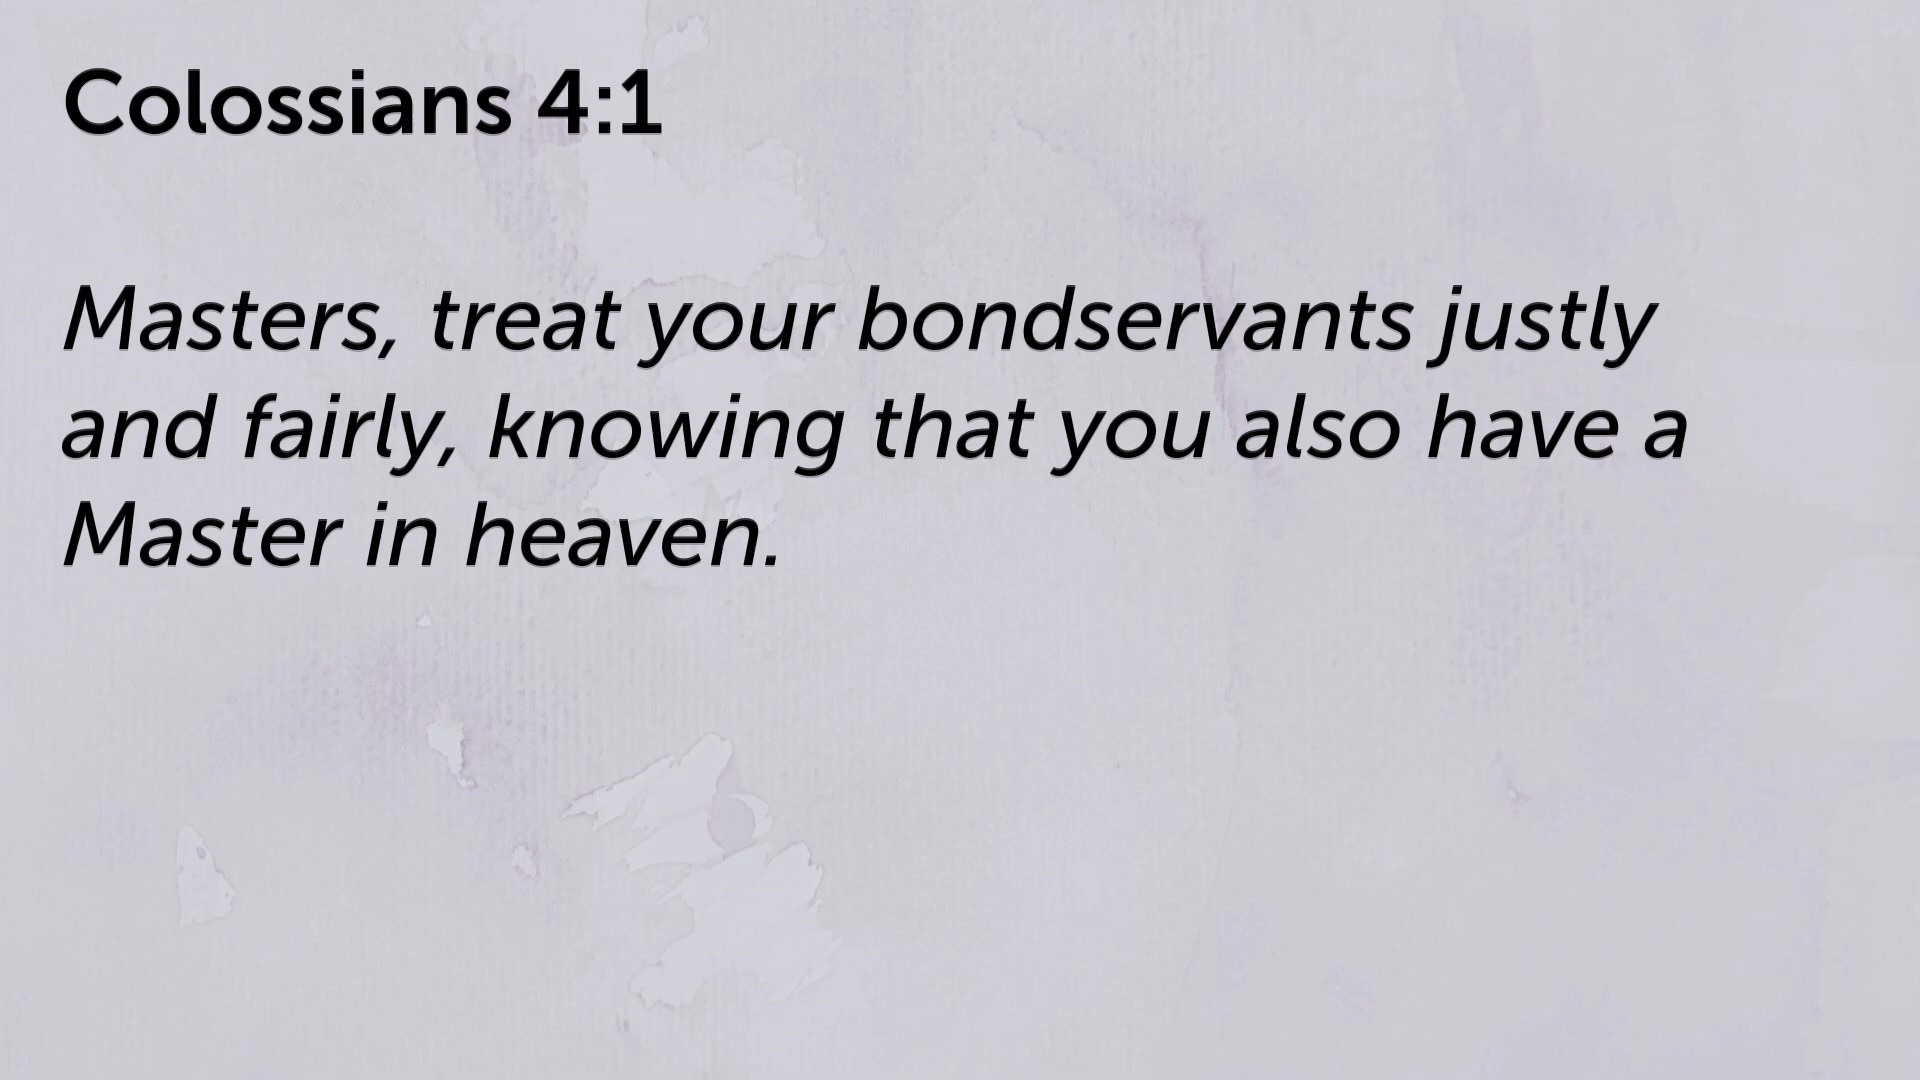 Colossians 4:1
Masters, treat your bondservants justly
and fairly, knowing that you also have a
Master in heaven.